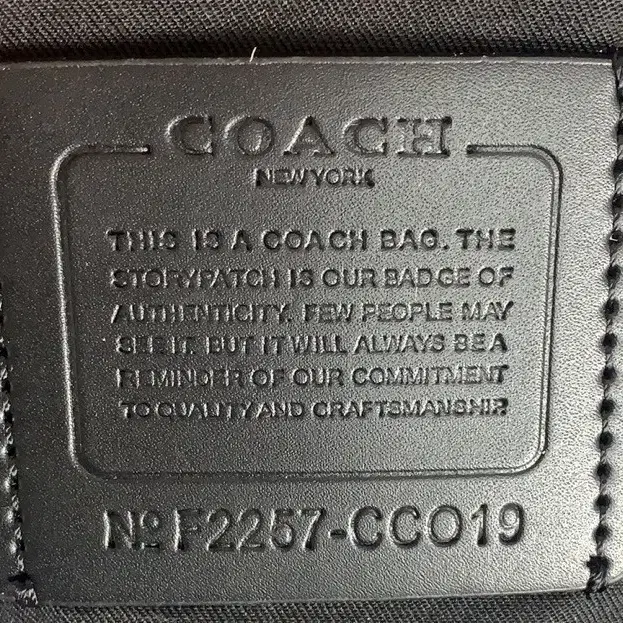 COACH
NEW YORK
THIS IS A COACH BAG. THE
STORYPATCH IS OUR BADGE OF
AUTHENTICITY. FEW PEOPLE MAY
SEE IT. BUT IT WILL ALWAYS BE A
REMINDER OF OUR COMMITMENT
TO QUALITY AND CRAFTSMANSHIP.
Nº F2257-CCO19